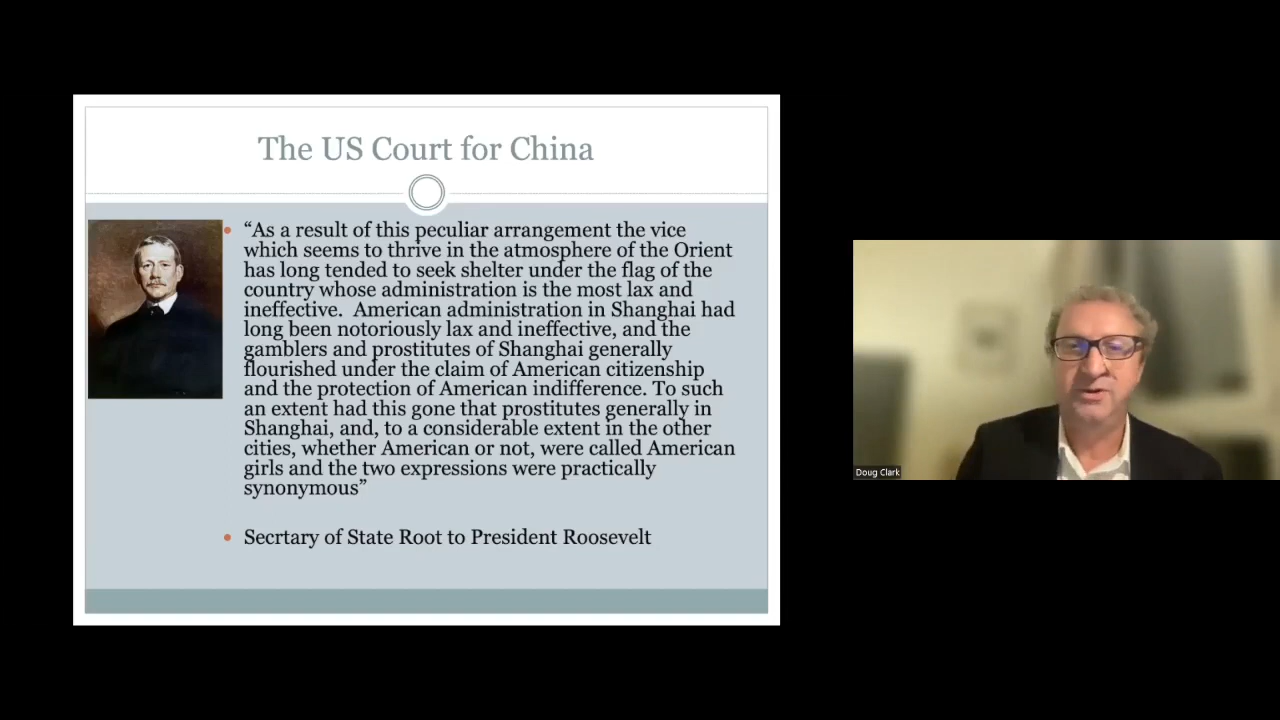 The US Court for China
“As a result of this peculiar arrangement the vice
which seems to thrive in the atmosphere of the Orient
has long tended to seek shelter under the flag of the
country whose administration is the most lax and
ineffective.  American administration in Shanghai had
long been notoriously lax and ineffective, and the
gamblers and prostitutes of Shanghai generally
flourished under the claim of American citizenship
and the protection of American indifference. To such
an extent had this gone that prostitutes generally in
Shanghai, and, to a considerable extent in the other
cities, whether American or not, were called American
girls and the two expressions were practically
synonymous”
Secrtary of State Root to President Roosevelt
Doug Clark